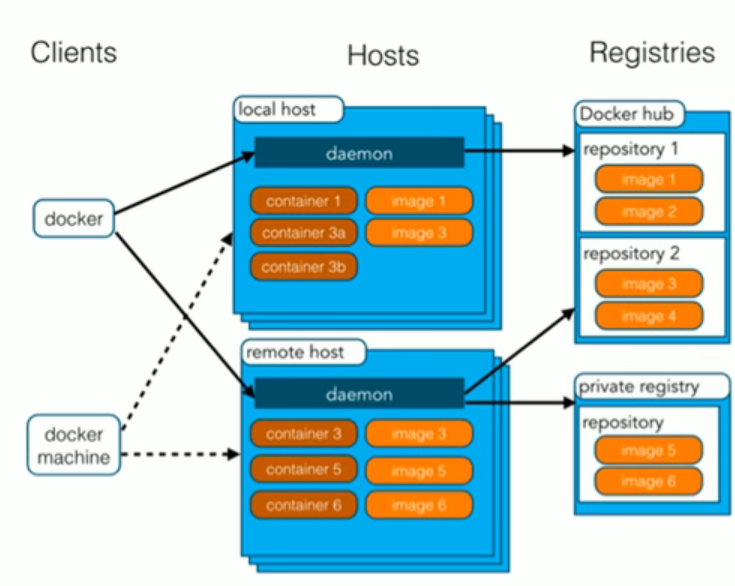 Clients
Hosts
Registries
docker
docker
machine
local host
daemon
container 1
image 1
container 3a
image 3
container 3b
remote host
daemon
container 3
image 3
container 5
image 5
container 6
image 6
Docker hub
repository 1
image 1
image 2
repository 2
image 3
image 4
private registry
repository
image 5
image 6